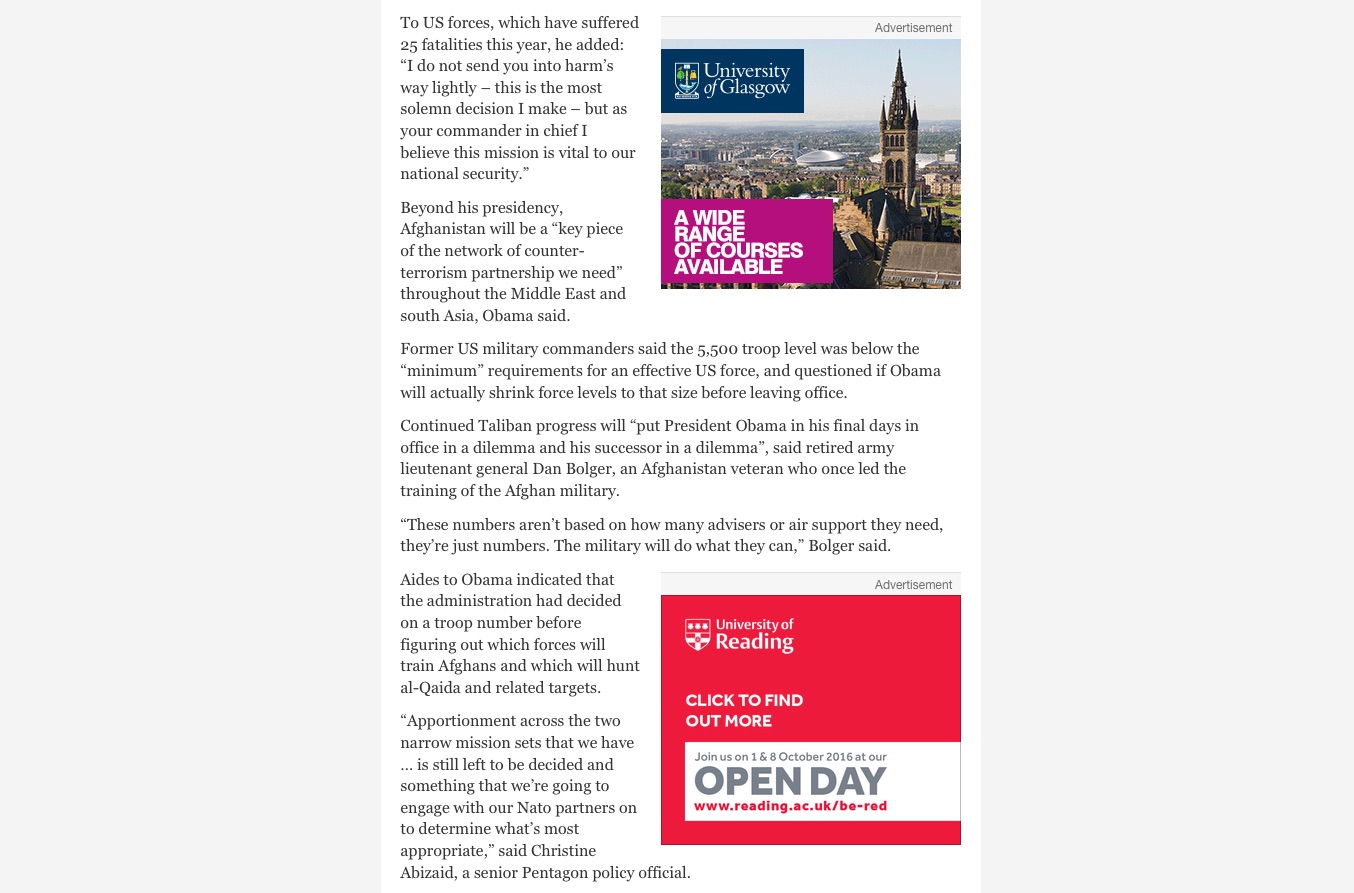 To US forces, which have suffered
25 fatalities this year, he added:
“I do not send you into harm’s
way lightly – this is the most
solemn decision I make – but as
your commander in chief I
believe this mission is vital to our
national security.”
Beyond his presidency,
Afghanistan will be a “key piece
of the network of counter-
terrorism partnership we need”
throughout the Middle East and
south Asia, Obama said.
Advertisement
University
of Glasgow
A WIDE
RANGE
OF COURSES
AVAILABLE
Former US military commanders said the 5,500 troop level was below the
“minimum” requirements for an effective US force, and questioned if Obama
will actually shrink force levels to that size before leaving office.
Continued Taliban progress will “put President Obama in his final days in
office in a dilemma and his successor in a dilemma”, said retired army
lieutenant general Dan Bolger, an Afghanistan veteran who once led the
training of the Afghan military.
“These numbers aren’t based on how many advisers or air support they need,
they’re just numbers. The military will do what they can,” Bolger said.
Aides to Obama indicated that
the administration had decided
on a troop number before
figuring out which forces will
train Afghans and which will hunt
al-Qaida and related targets.
“Apportionment across the two
narrow mission sets that we have
… is still left to be decided and
something that we’re going to
engage with our Nato partners on
to determine what’s most
appropriate,” said Christine
Abizaid, a senior Pentagon policy official.
Advertisement
University of
Reading
CLICK TO FIND
OUT MORE
Join us on 1 & 8 October 2016 at our
OPEN DAY
www.reading.ac.uk/be-red